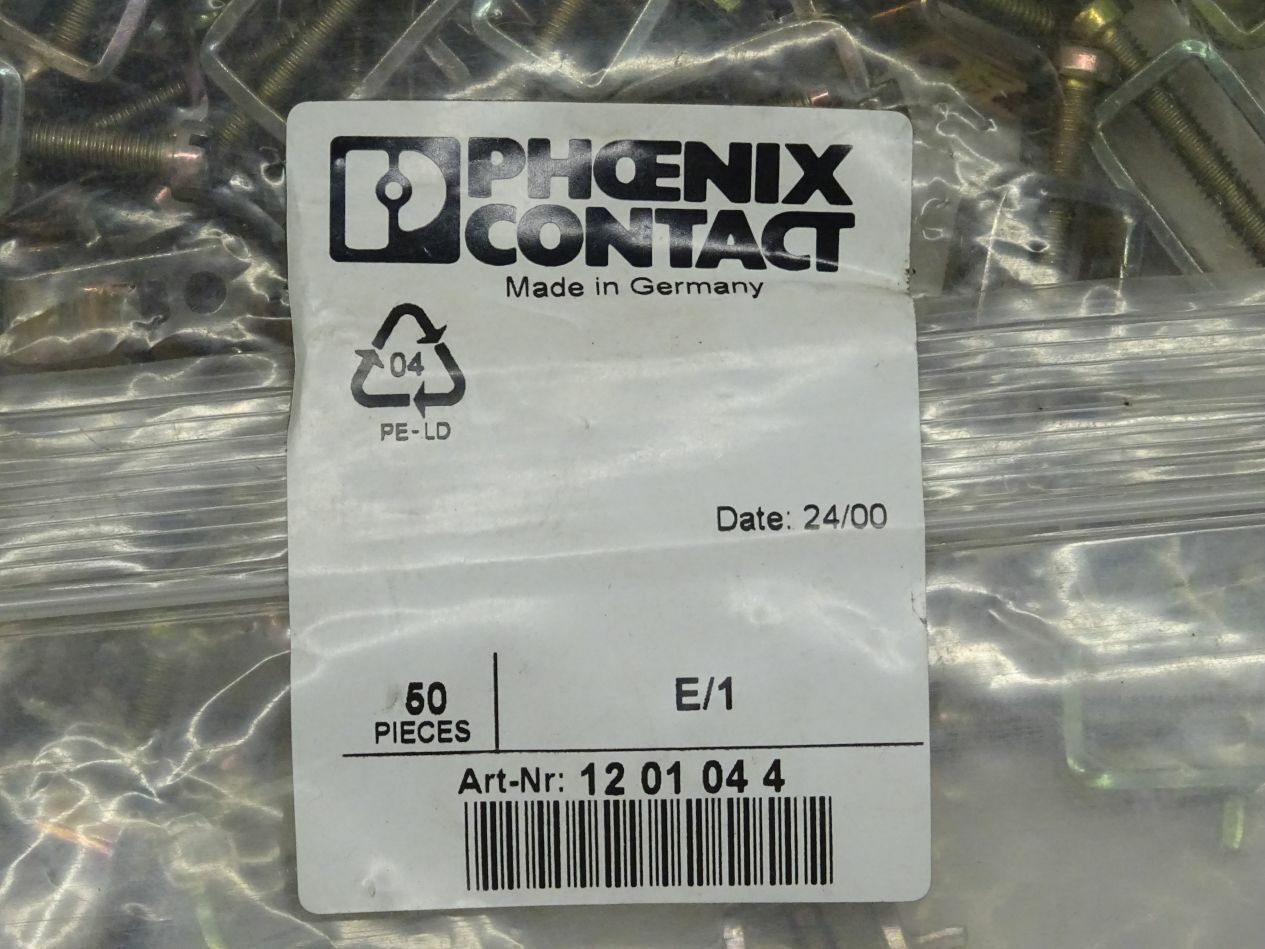 PHŒNIX
CONTACT
Made in Germany
04
PE-LD
Date: 24/00
50
PIECES
E/1
Art-Nr: 12 01 04 4